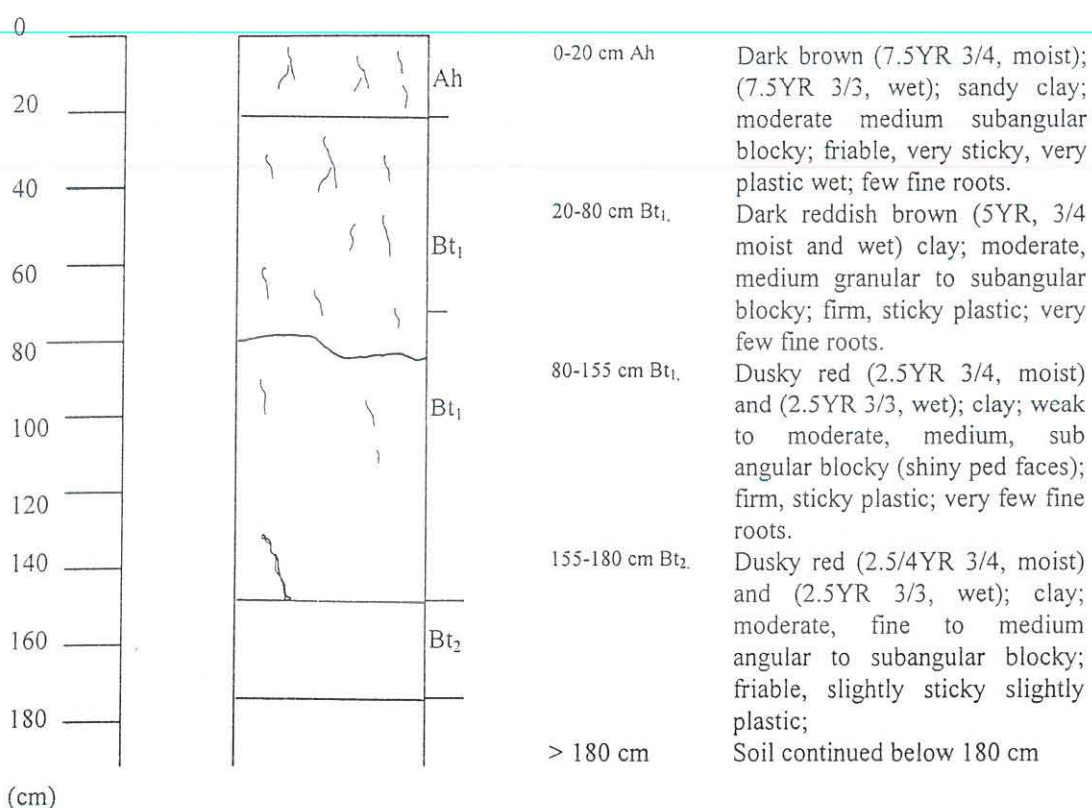 0
20
40
60
80
100
120
140
160
180
(cm)
Ah
Bt₁
Bt₁
Bt₂
0-20 cm Ah
Dark brown (7.5YR 3/4, moist);
(7.5YR 3/3, wet); sandy clay;
moderate medium subangular
blocky; friable, very sticky, very
plastic wet; few fine roots.
20-80 cm Bt₁.
Dark reddish brown (5YR, 3/4
moist and wet) clay; moderate,
medium granular to subangular
blocky; firm, sticky plastic; very
few fine roots.
80-155 cm Bt₁.
Dusky red (2.5YR 3/4, moist)
and (2.5YR 3/3, wet); clay; weak
to moderate, medium, sub
angular blocky (shiny ped faces);
firm, sticky plastic; very few fine
roots.
155-180 cm Bt₂.
Dusky red (2.5/4YR 3/4, moist)
and (2.5YR 3/3, wet); clay;
moderate, fine to medium
angular to subangular blocky;
friable, slightly sticky slightly
plastic;
> 180 cm
Soil continued below 180 cm